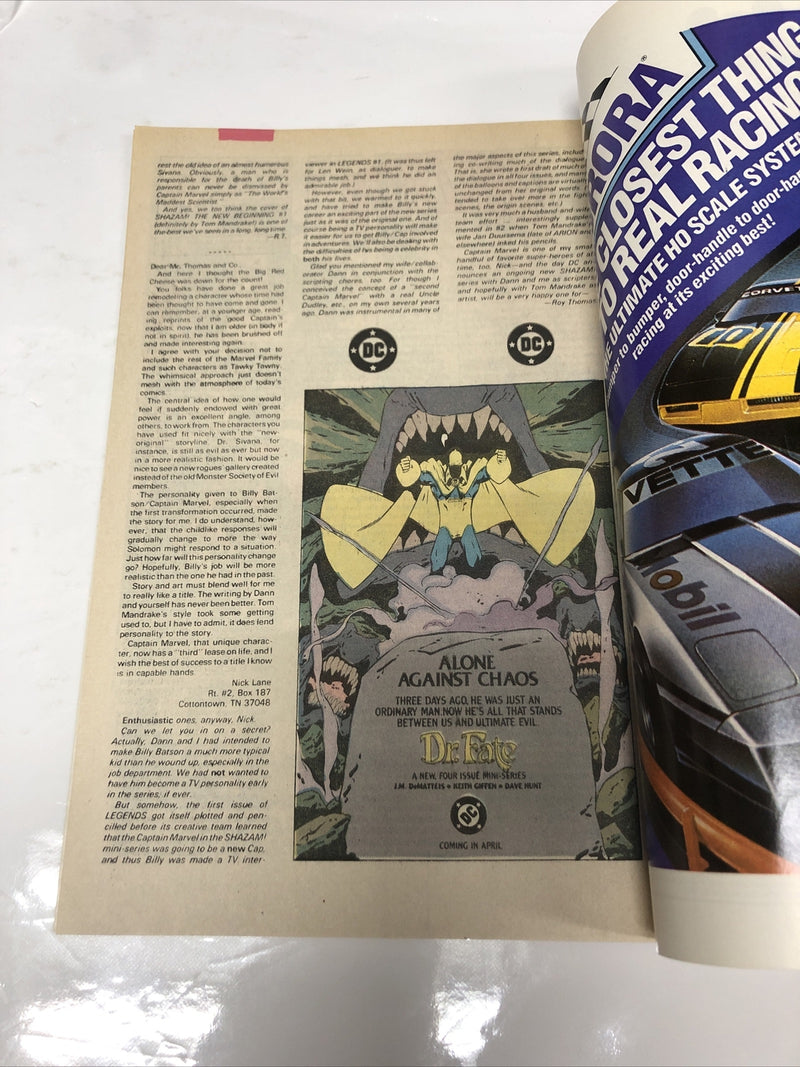 rest the old idea of an almost humorous
Sivana. Obviously, a man who is
responsible for the death of Billy's
parents can never be dismissed by
Captain Marvel simply as "The World's
Maddest Scientist."
And yes, we too think the cover of
SHAZAM! THE NEW BEGINNING #1
(definitely by Tom Mandrake) is one of
the best we've seen in a long, long time.
—R.T.
*****
Dear Mr. Thomas and Co.,
And here I thought the Big Red
Cheese was down for the count!
You folks have done a great job
remodeling a character whose time had
been thought to have come and gone. I
can remember, at a younger age, read-
ing reprints of the good Captain's
exploits, now that I am older (in body if
not in spirit), he has been brushed off
and made interesting again.
I agree with your decision not to
include the rest of the Marvel Family
and such characters as Tawky Tawny.
The whimsical approach just doesn't
mesh with the atmosphere of today's
comics.
The central idea of how one would
feel if suddenly endowed with great
power is an excellent angle, among
others, to work from. The characters you
have used fit nicely with the "new-
original" storyline. Dr. Sivana, for
instance, is still as evil as ever but now
in a more realistic fashion. It would be
nice to see a new rogues' gallery created
instead of the old Monster Society of Evil
members.
The personality given to Billy Bat-
son/Captain Marvel, especially when
the first transformation occurred, made
the story for me. I do understand, how-
ever, that the childlike responses will
gradually change to more the way
Solomon might respond to a situation.
Just how far will this personality change
go? Hopefully, Billy's job will be more
realistic than the one he had in the past.
Story and art must blend well for me
to really like a title. The writing by Dann
and yourself has never been better. Tom
Mandrake's style took some getting
used to, but I have to admit, it does lend
personality to the story.
Captain Marvel, that unique charac-
ter, now has a "third" lease on life, and I
wish the best of success to a title I know
is in capable hands.
Nick Lane
Rt. #2, Box 187
Cottontown, TN 37048
Enthusiastic ones, anyway, Nick.
Can we let you in on a secret?
Actually, Dann and I had intended to
make Billy Batson a much more typical
kid than he wound up, especially in the
job department. We had not wanted to
have him become a TV personality early
in the series, if ever.
But somehow, the first issue of
LEGENDS got itself plotted and pen-
cilled before its creative team learned
that the Captain Marvel in the SHAZAM!
mini-series was going to be a new Cap,
and thus Billy was made a TV inter-
viewer in LEGENDS #1. (It was thus left
for Len Wein, as dialoguer, to make
things mesh, and we think he did an
admirable job.)
However, even though we got stuck
with that bit, we warmed to it quickly,
and have tried to make Billy's new
career an exciting part of the new series
just as it was of the original one. And of
course being a TV personality will make
it easier for us to get Billy/Cap involved
in adventures. We'll also be dealing with
the difficulties of his being a celebrity in
both his lives.
Glad you mentioned my wife/collab-
orator Dann in conjunction with the
scripting chores, too. For though I
conceived the concept of a "second
Captain Marvel" with a real Uncle
Dudley, etc., on my own several years
ago, Dann was instrumental in many of
the major aspects of this series, includ-
ing co-writing much of the dialogue.
That is, she wrote a first draft of much of
the dialogue in all four issues, and many
of the balloons and captions are virtually
unchanged from her original words. I
tended to take over more in the fight
scenes, the origin scenes, etc.
It was very much a husband and wife
team effort — interestingly supple-
mented in #2 when Tom Mandrake's
wife Jan Duursema (late of ARION and
elsewhere) inked his pencils.
Captain Marvel is one of my small
handful of favorite super-heroes of all
time, too, Nick—and the day DC an-
nounces an ongoing new SHAZAM!
series with Dann and me as scripters,
and hopefully with Tom Mandrake as
artist, will be a very happy one for—
—Roy Thomas
DC
DC
ALONE
AGAINST CHAOS
THREE DAYS AGO, HE WAS JUST AN
ORDINARY MAN. NOW HE'S ALL THAT STANDS
BETWEEN US AND ULTIMATE EVIL.
Dr. Fate
A NEW, FOUR ISSUE MINI-SERIES
J.M. DeMATTEIS • KEITH GIFFEN • DAVE HUNT
DC
COMING IN APRIL
RORA®
CLOSEST THING
TO REAL RACING
ULTIMATE HO SCALE SYSTEM
to bumper, door-handle to door-han
racing at its exciting best!
CORVE
10
VETTE
Mobil